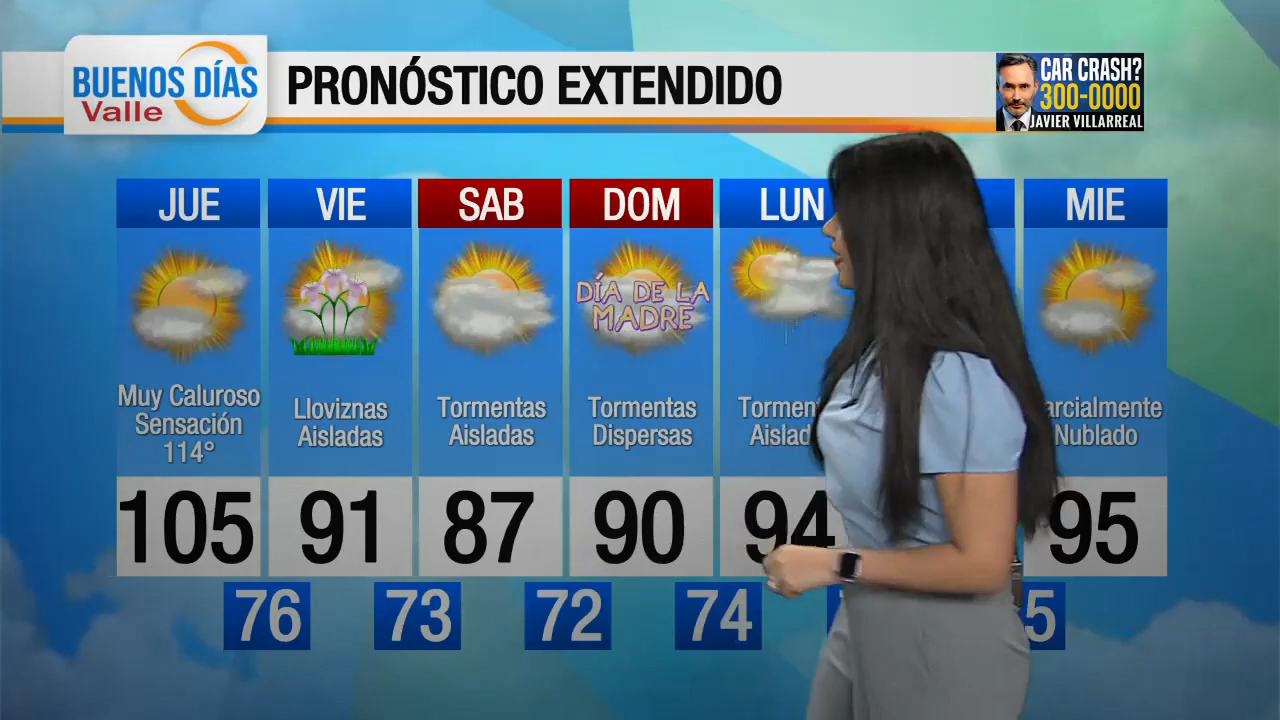 BUENOS DÍAS
Valle
PRONÓSTICO EXTENDIDO
CAR CRASH?
300-0000
JAVIER VILLARREAL
JUE
VIE
SAB
DOM
LUN
MIE
DÍA DE LA
MADRE
Muy Caluroso
Sensación
114°
Lloviznas
Aisladas
Tormentas
Aisladas
Tormentas
Dispersas
Tormen
Aislad
arcialmente
Nublado
105
91
87
90
94
95
76
73
72
74
5